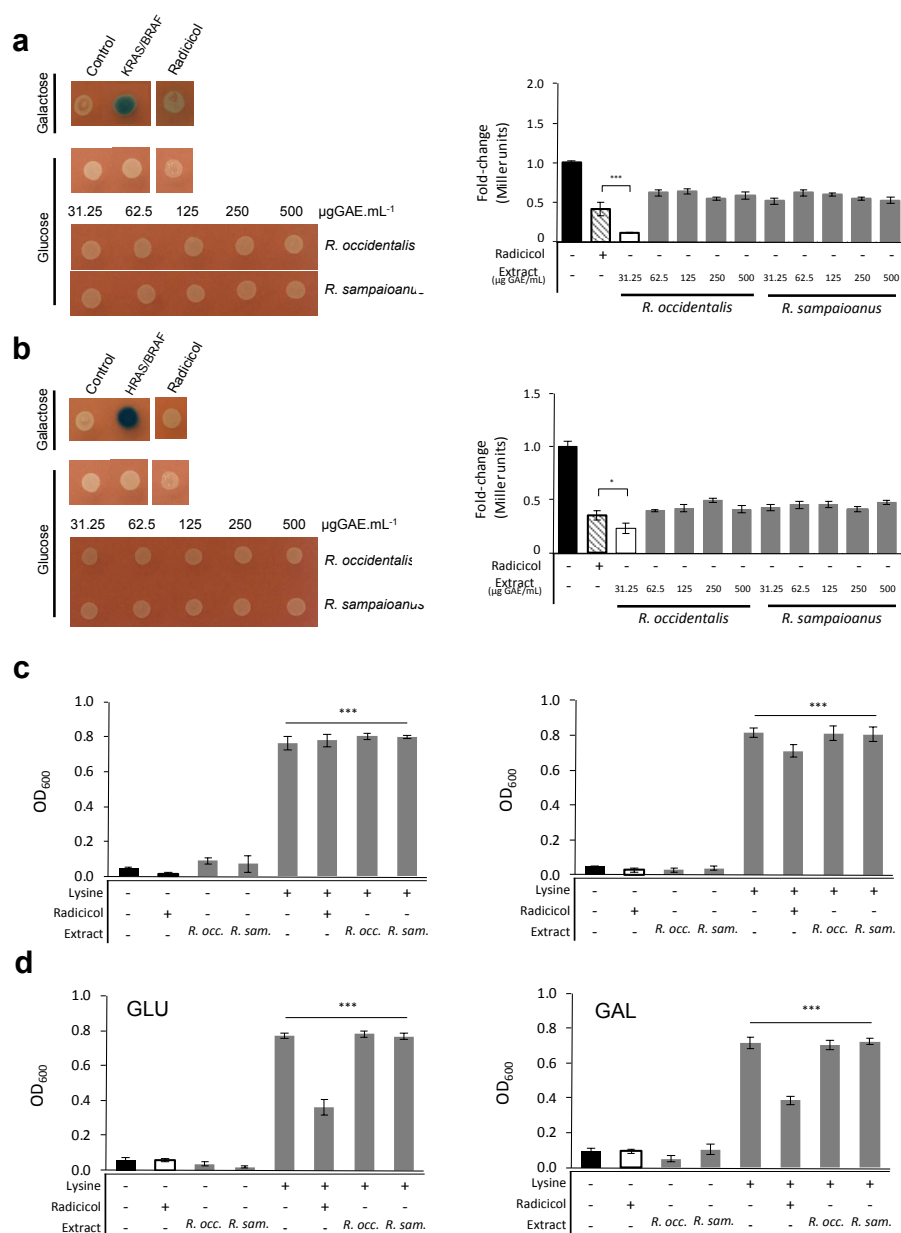 a
Control
KRAS/BRAF
Radicicol
Galactose
Glucose
31.25 62.5 125 250 500 µgGAE.mL-1
R. occidentalis
R. sampaioanus
Fold-change
(Millerunits)
2.0
1.5
1.0
0.5
0
***
Radicicol - + - - - - - - - - - -
Extract - -
(µg GAE/mL) 31.25 62.5 125 250 500 31.25 62.5 125 250 500
R. occidentalis R. sampaioanus
b
Control
HRAS/BRAF
Radicicol
Galactose
Glucose
31.25 62.5 125 250 500 µgGAE.mL-1
R. occidentalis
R. sampaioanus
Fold-change
(Millerunits)
1.5
1.0
0.5
0
*
Radicicol - + - - - - - - - - - -
Extract - -
(µg GAE/mL) 31.25 62.5 125 250 500 31.25 62.5 125 250 500
R. occidentalis R. sampaioanus
c
OD600
1.0
0.8
0.6
0.4
0.2
0.0
***
Lysine - - - - + + + +
Radicicol - + - - - + - -
Extract - - R. occ. R. sam. - - R. occ. R. sam.
OD600
1.0
0.8
0.6
0.4
0.2
0.0
***
Lysine - - - - + + + +
Radicicol - + - - - + - -
Extract - - R. occ. R. sam. - - R. occ. R. sam.
d
GLU
OD600
1.0
0.8
0.6
0.4
0.2
0.0
***
Lysine - - - - + + + +
Radicicol - + - - - + - -
Extract - - R. occ. R. sam. - - R. occ. R. sam.
GAL
OD600
1.0
0.8
0.6
0.4
0.2
0.0
***
Lysine - - - - + + + +
Radicicol - + - - - + - -
Extract - - R. occ. R. sam. - - R. occ. R. sam.